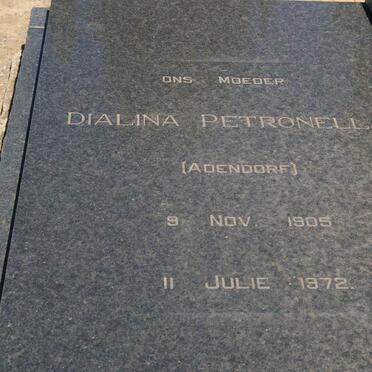 ONS MOEDER
DIALINA PETRONELL
(ADENDORF)
9 NOV. 1905
11 JULIE 1972.